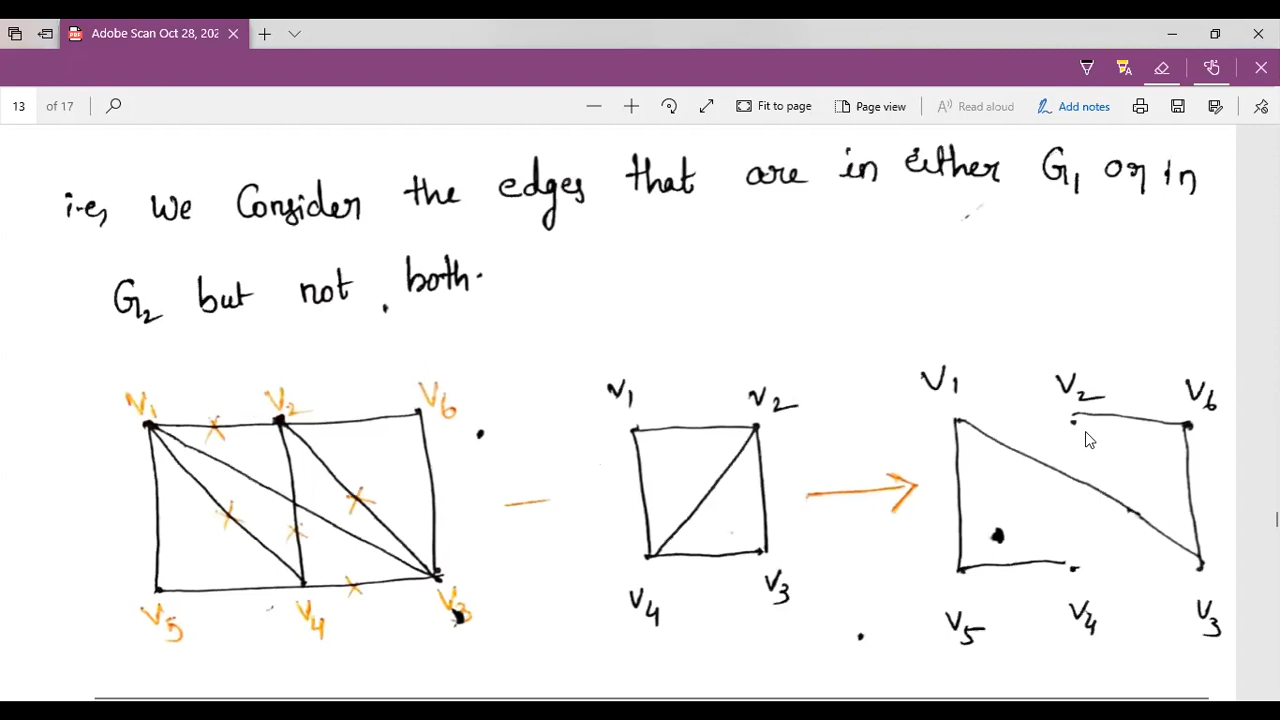 Adobe Scan Oct 28, 202
13 of 17
Fit to page
Page view
Read aloud
Add notes
i.e, We Consider the edges that are in either G1 or in
G2 but not both.
V1 V2 V6
V5 V4 V3
V1 V2
V4 V3
V1 V2 V6
V5 V4 V3